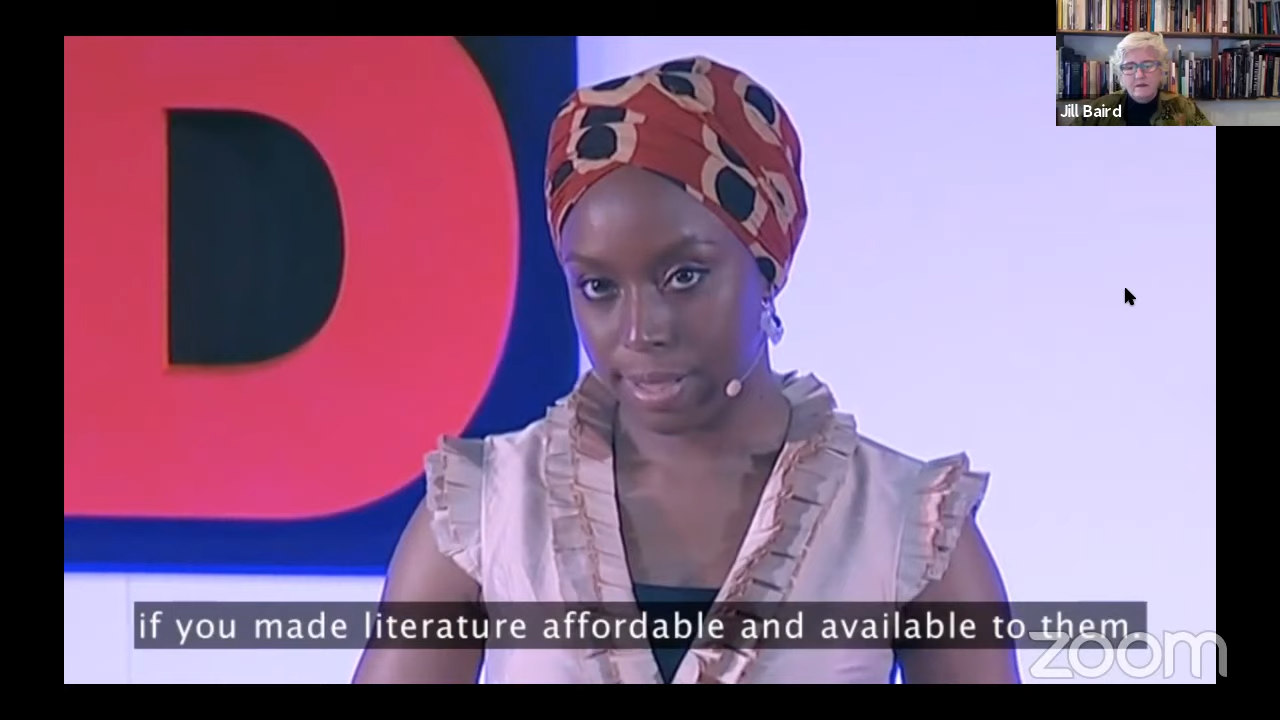 Jill Baird
D
if you made literature affordable and available to them.
zoom